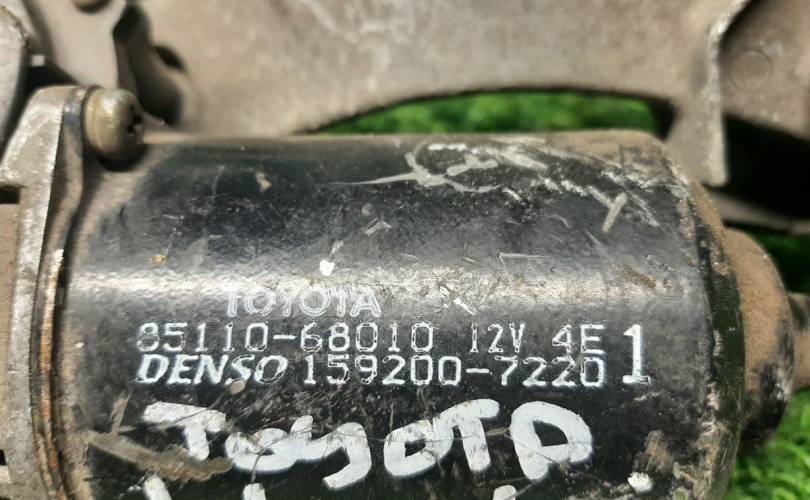 TOYOTA
85110-68010 12V 4E 1
DENSO 159200-7220
TOYOTA